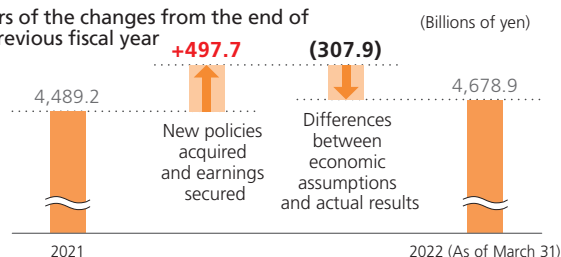 of the changes from the end of
fiscal year
(Billions of yen)
+497.7
(307.9)
4,489.2
4,678.9
New policies
acquired
and earnings
secured
Differences
between
economic
assumptions
and actual results
2021
2022 (As of March 31)